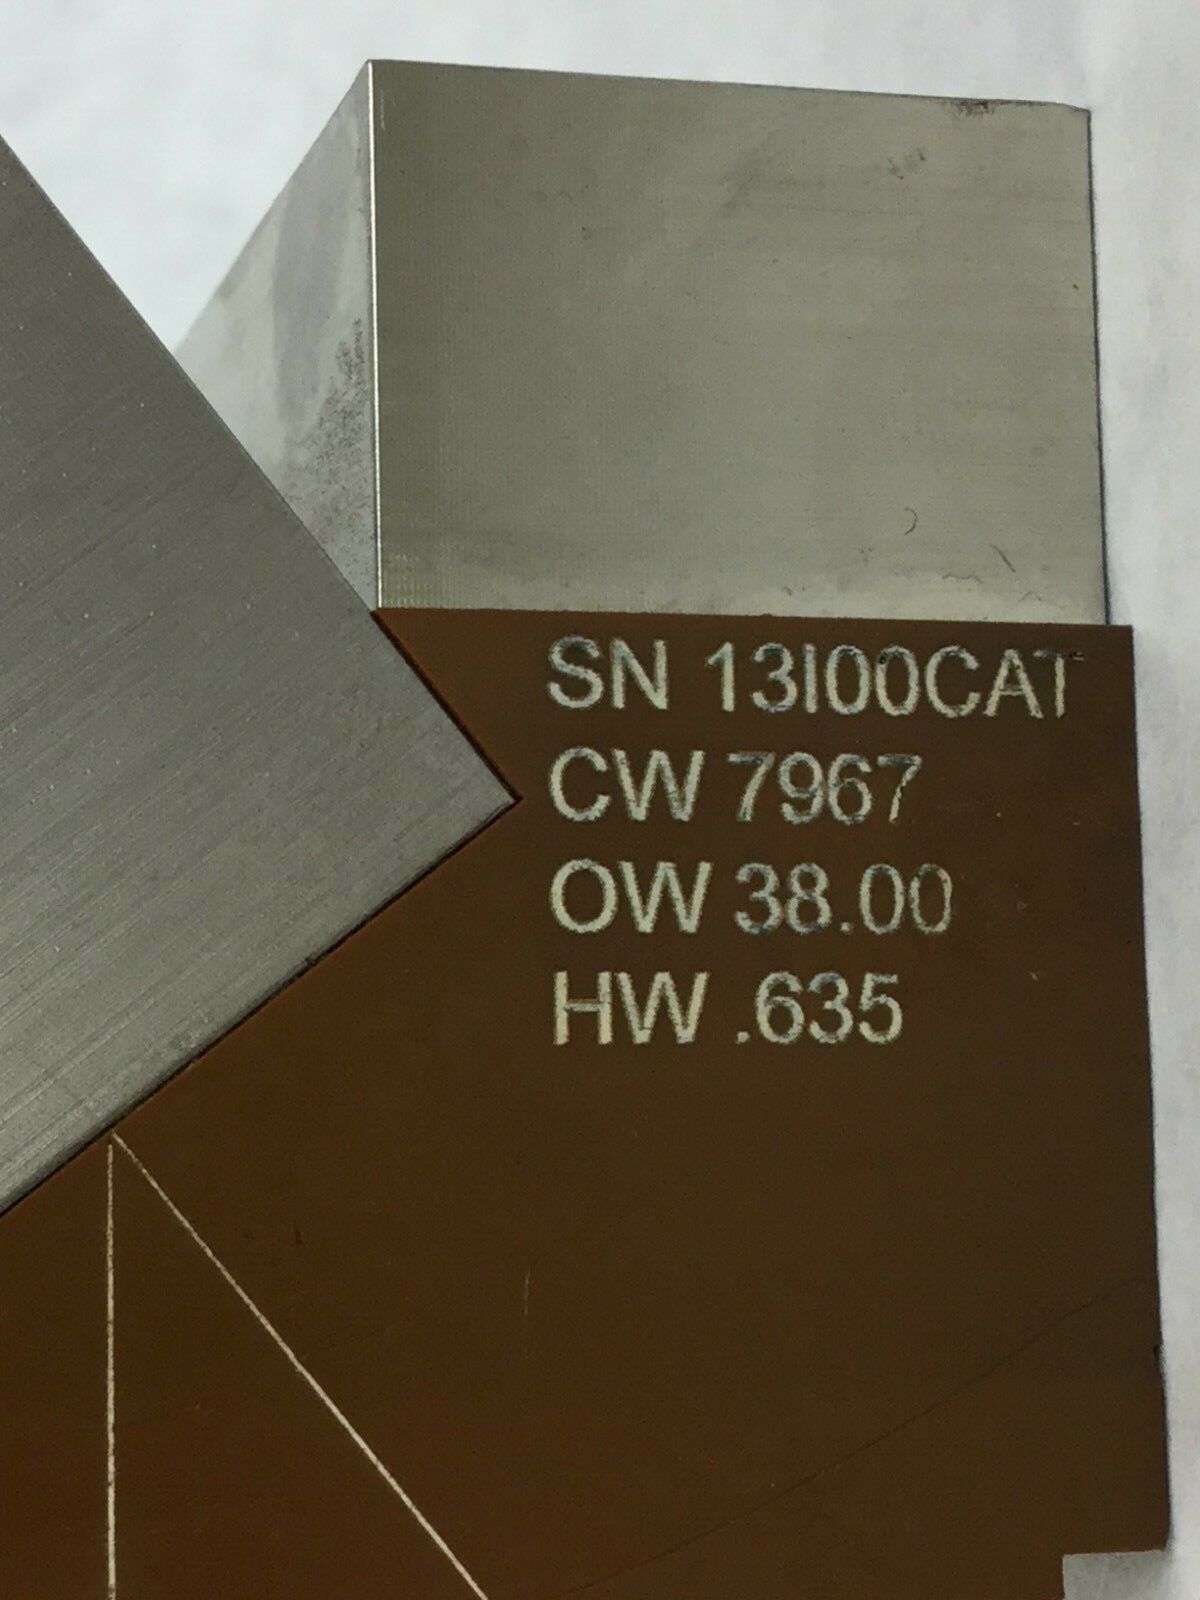 SN 13I00CAT
CW 7967
OW 38.00
HW .635